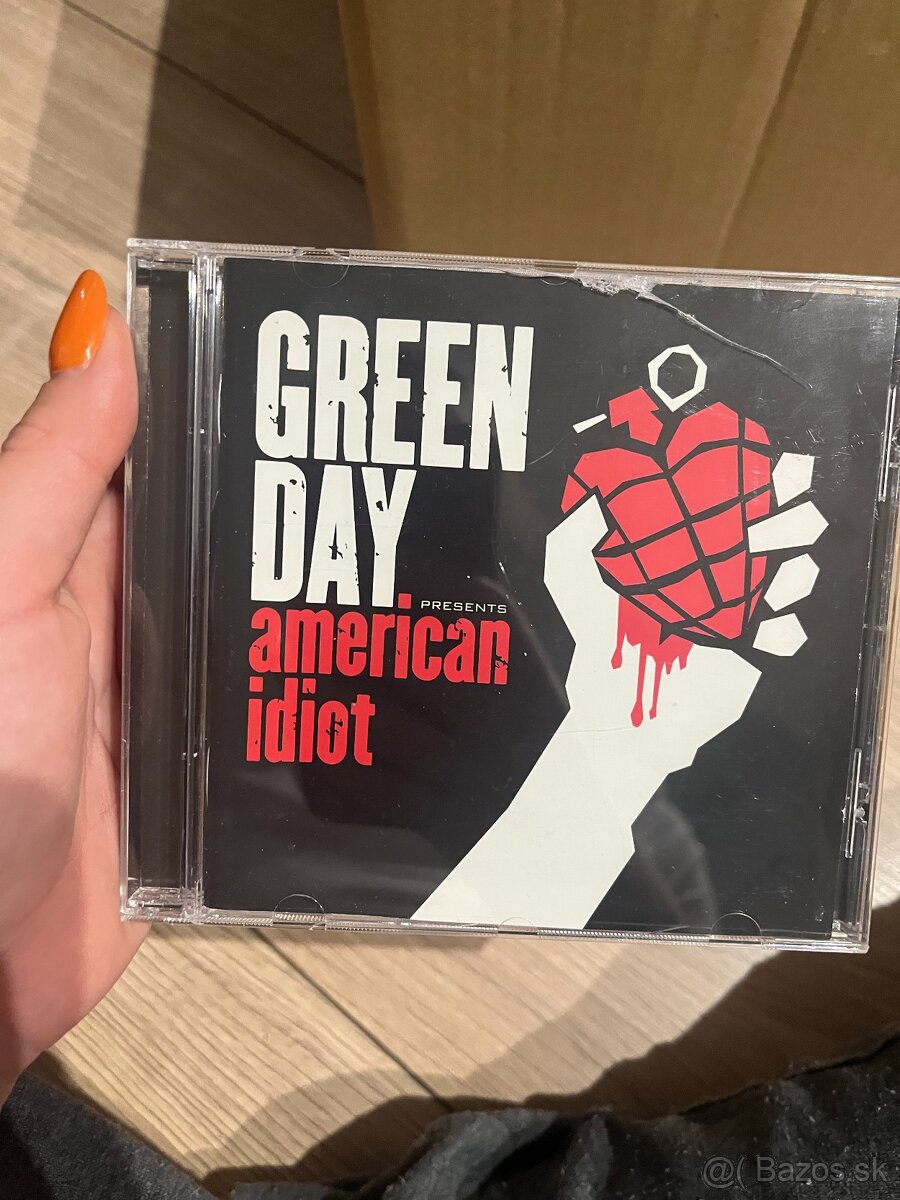 GREEN
DAY
PRESENTS
american
idiot
@( Bazos.sk